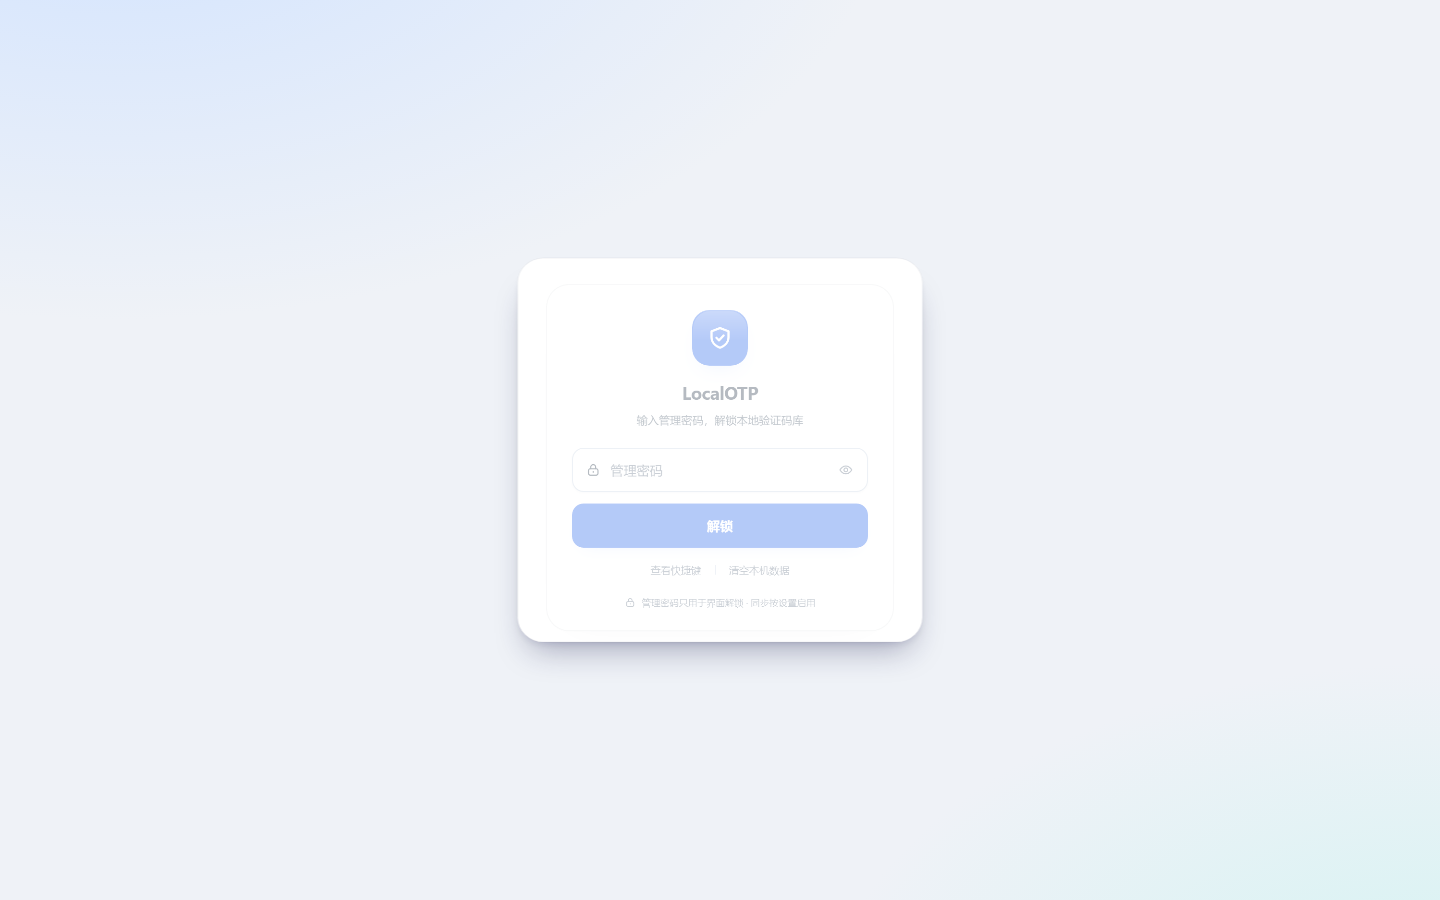 LocalOTP
输入管理密码，解锁本地验证码库
管理密码
解锁
查看快捷键
清空本机数据
管理密码只用于界面解锁 · 同步按设置启用